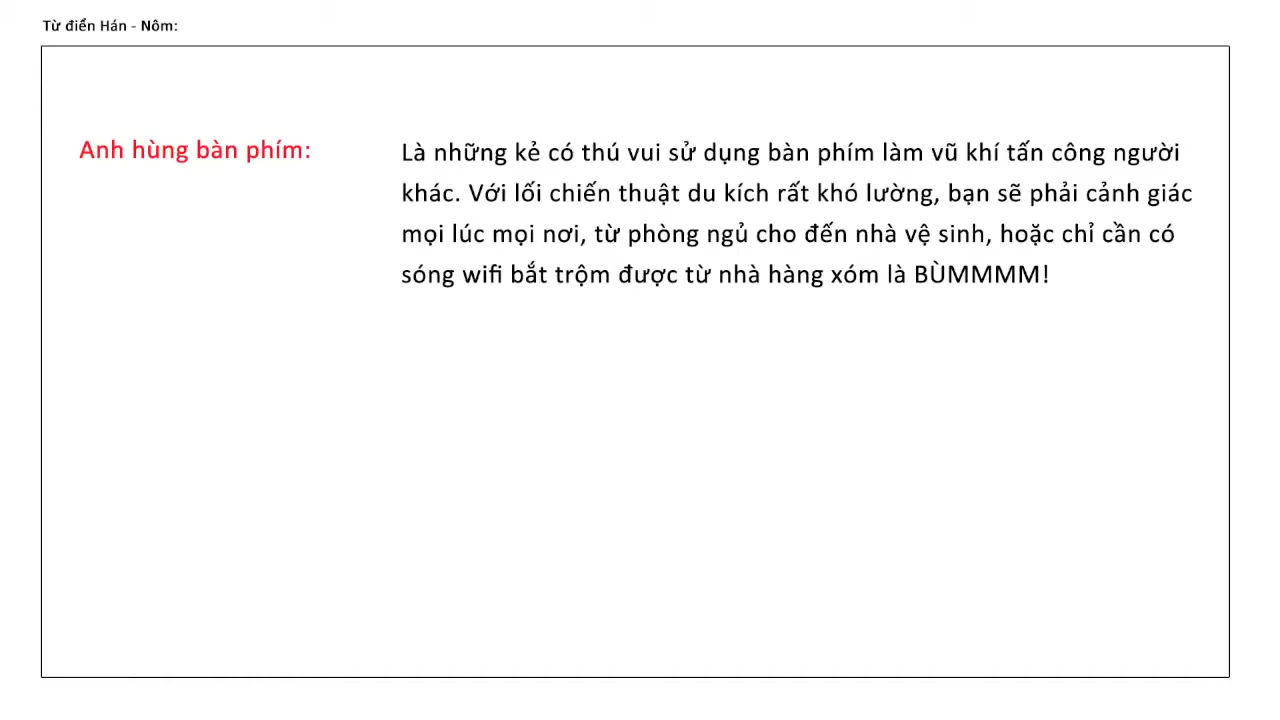 Từ điển Hán - Nôm:
Anh hùng bàn phím:
Là những kẻ có thú vui sử dụng bàn phím làm vũ khí tấn công người
khác. Với lối chiến thuật du kích rất khó lường, bạn sẽ phải cảnh giác
mọi lúc mọi nơi, từ phòng ngủ cho đến nhà vệ sinh, hoặc chỉ cần có
sóng wifi bắt trộm được từ nhà hàng xóm là BÙMMMM!